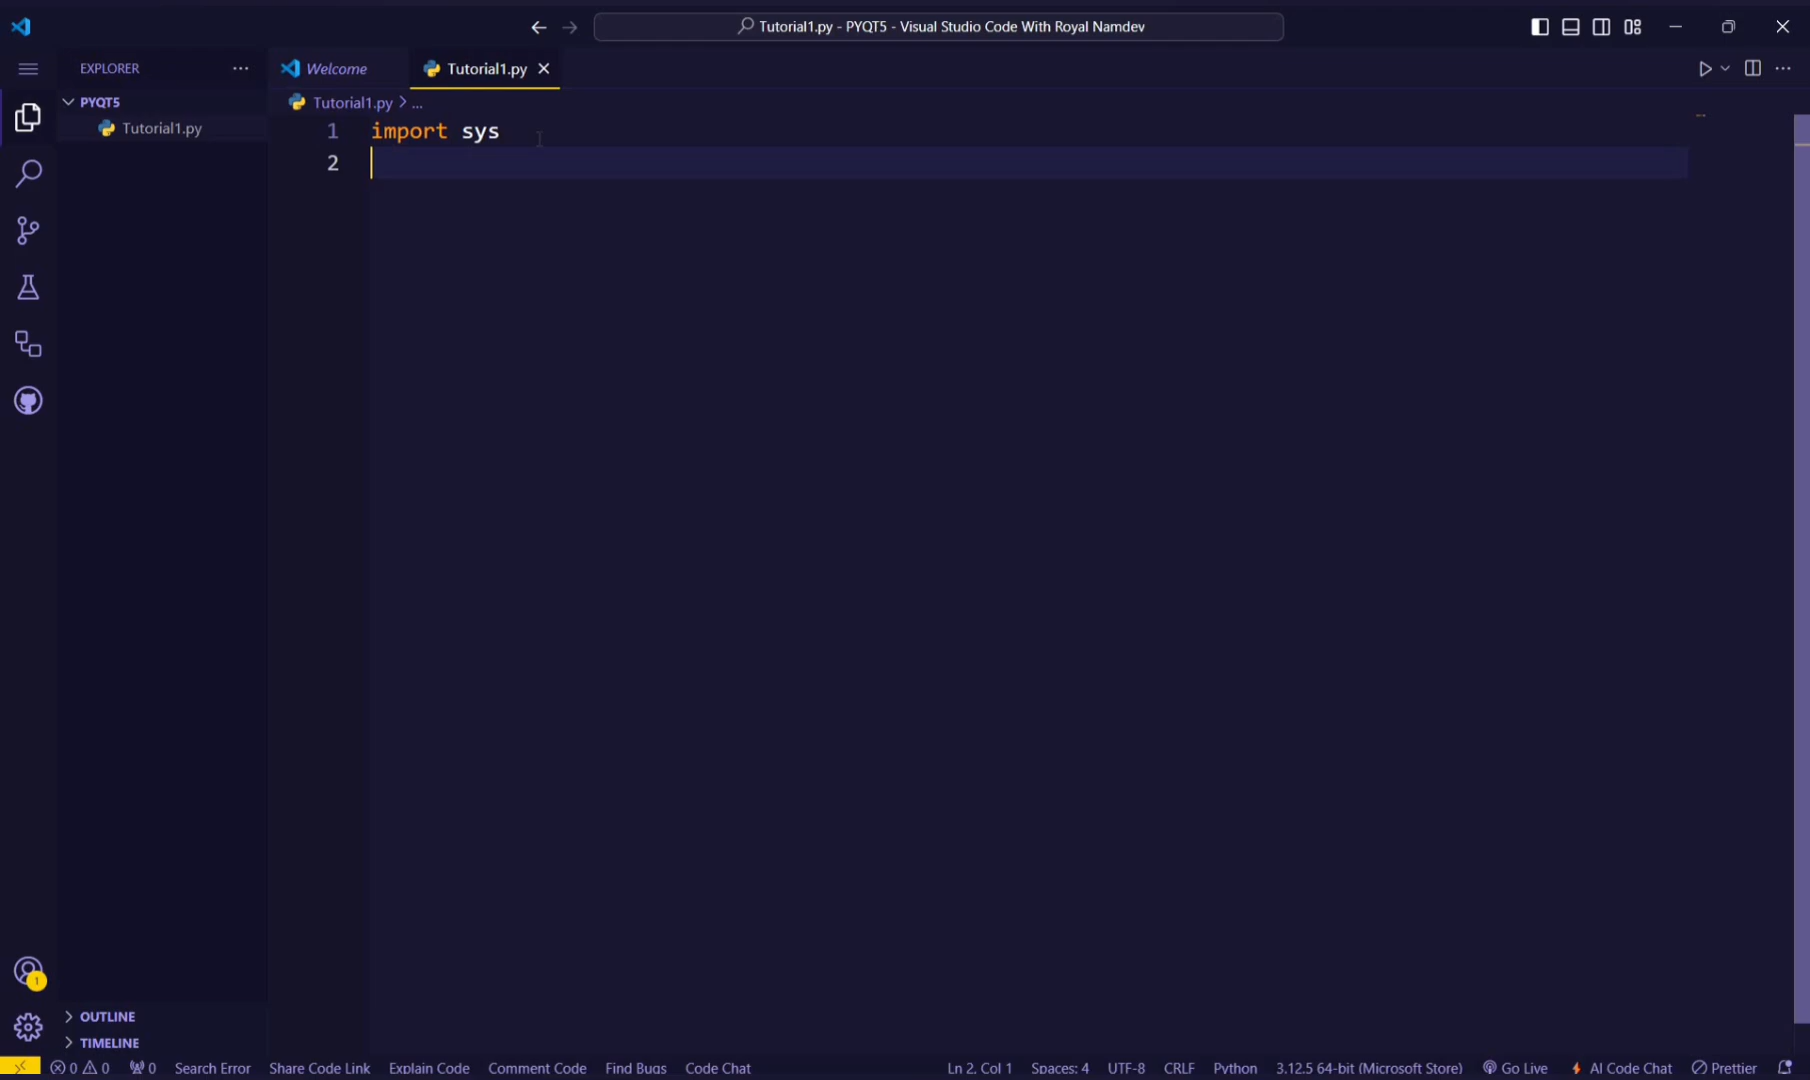 Tutorial1.py - PYQT5 - Visual Studio Code With Royal Namdev
EXPLORER
Welcome
Tutorial1.py
PYQT5
Tutorial1.py > ...
Tutorial1.py
1 import sys
2
1
OUTLINE
TIMELINE
0 0 0 Search Error Share Code Link Explain Code Comment Code Find Bugs Code Chat Ln 2, Col 1 Spaces: 4 UTF-8 CRLF Python 3.12.5 64-bit (Microsoft Store) Go Live AI Code Chat Prettier